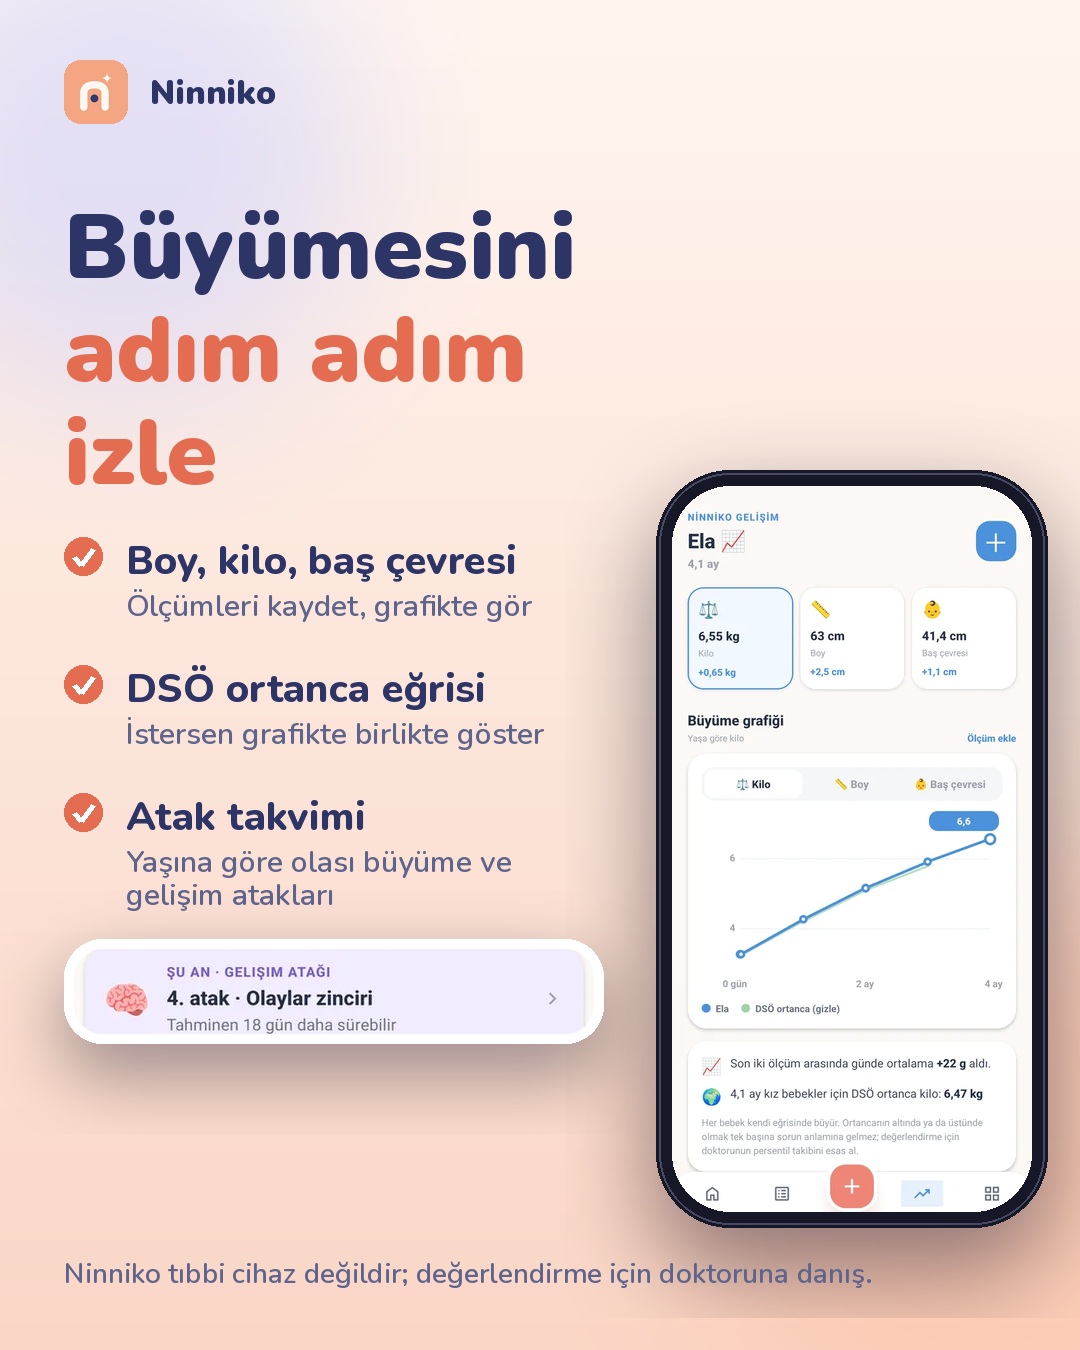 Ninniko
Büyümesini
adım adım
izle
Boy, kilo, baş çevresi
Ölçümleri kaydet, grafikte gör
DSÖ ortanca eğrisi
İstersen grafikte birlikte göster
Atak takvimi
Yaşına göre olası büyüme ve
gelişim atakları
ŞU AN · GELIŞIM ATAĞI
4. atak · Olaylar zinciri
Tahminen 18 gün daha sürebilir
NİNNİKO GELİŞİM
Ela
4,1 ay
6,55 kg
Kilo
+0,65 kg
63 cm
Boy
+2,5 cm
41,4 cm
Baş çevresi
+1,1 cm
Büyüme grafiği
Yaşa göre kilo
Ölçüm ekle
Kilo
Boy
Baş çevresi
6,6
6
4
0 gün
2 ay
4 ay
Ela
DSÖ ortanca (gizle)
Son iki ölçüm arasında günde ortalama +22 g aldı.
4,1 ay kız bebekler için DSÖ ortanca kilo: 6,47 kg
Her bebek kendi eğrisinde büyür. Ortancanın altında ya da üstünde
olmak tek başına sorun anlamına gelmez; değerlendirme için
doktorunun persentil takibini esas al.
Ninniko tıbbi cihaz değildir; değerlendirme için doktoruna danış.